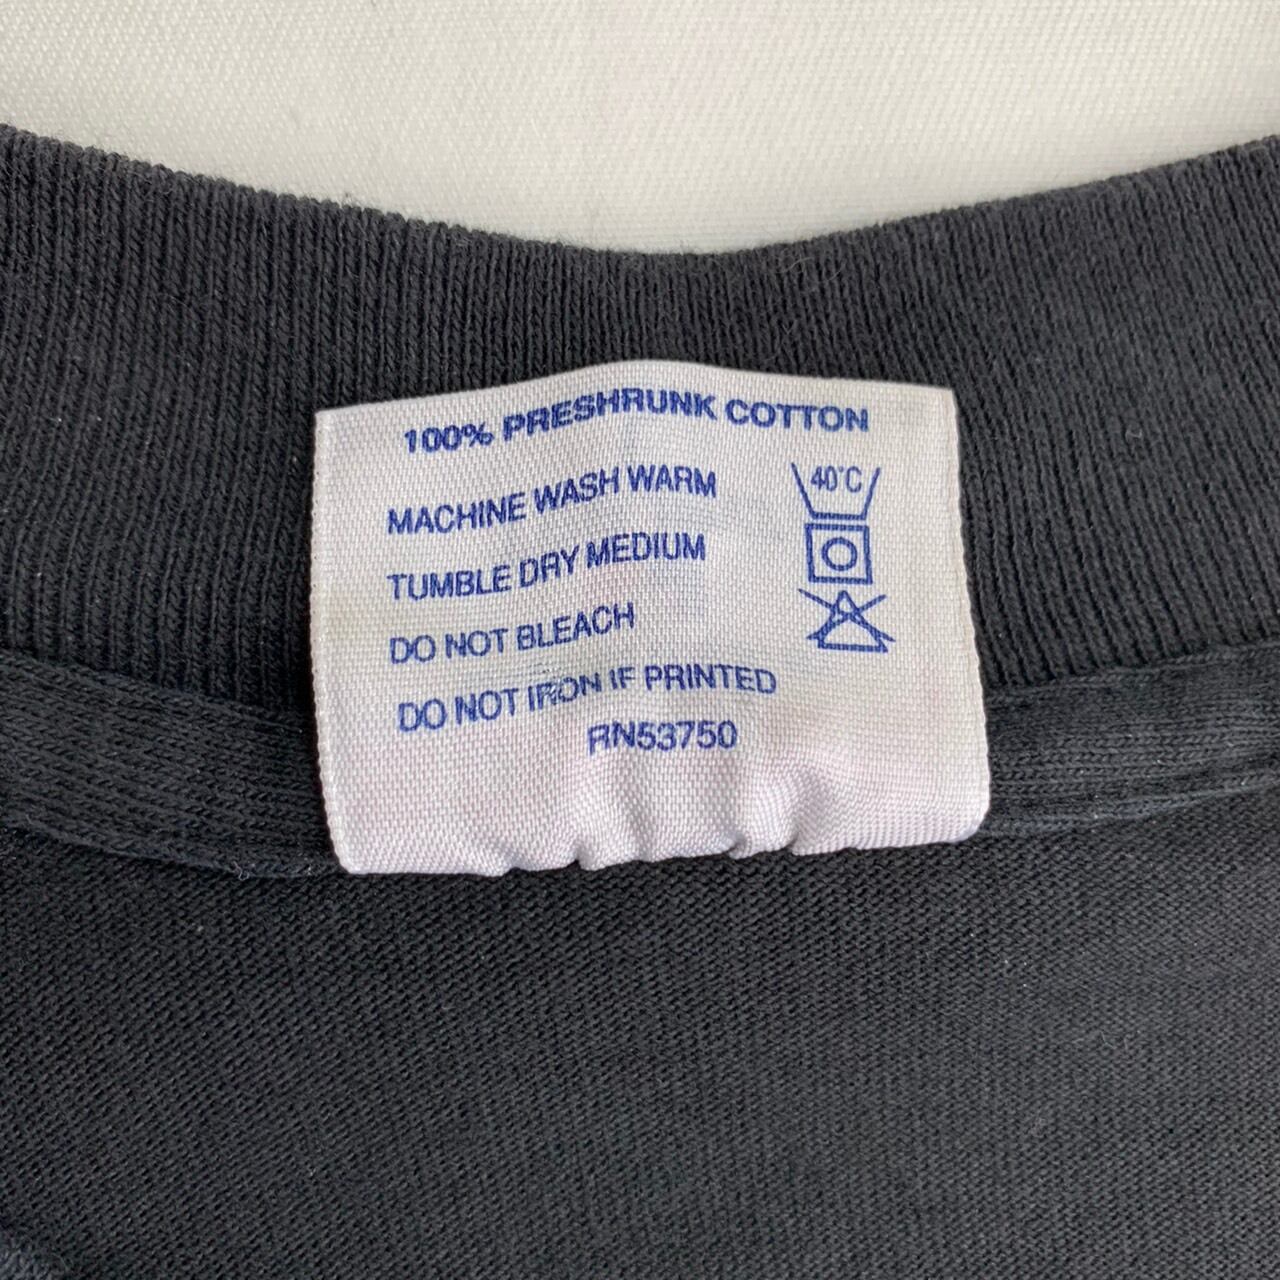 100% PRESHRUNK COTTON
MACHINE WASH WARM
40°C
TUMBLE DRY MEDIUM
DO NOT BLEACH
DO NOT IRON IF PRINTED
RN53750